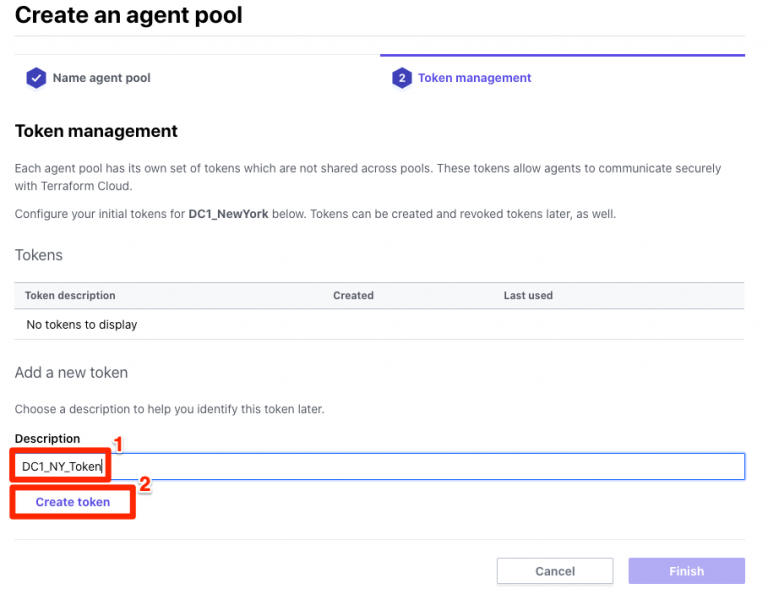 Create an agent pool
Name agent pool
2 Token management
Token management
Each agent pool has its own set of tokens which are not shared across pools. These tokens allow agents to communicate securely
with Terraform Cloud.
Configure your initial tokens for DC1_NewYork below. Tokens can be created and revoked tokens later, as well.
Tokens
Token description Created Last used
No tokens to display
Add a new token
Choose a description to help you identify this token later.
Description 1
DC1_NY_Token
2
Create token
Cancel Finish